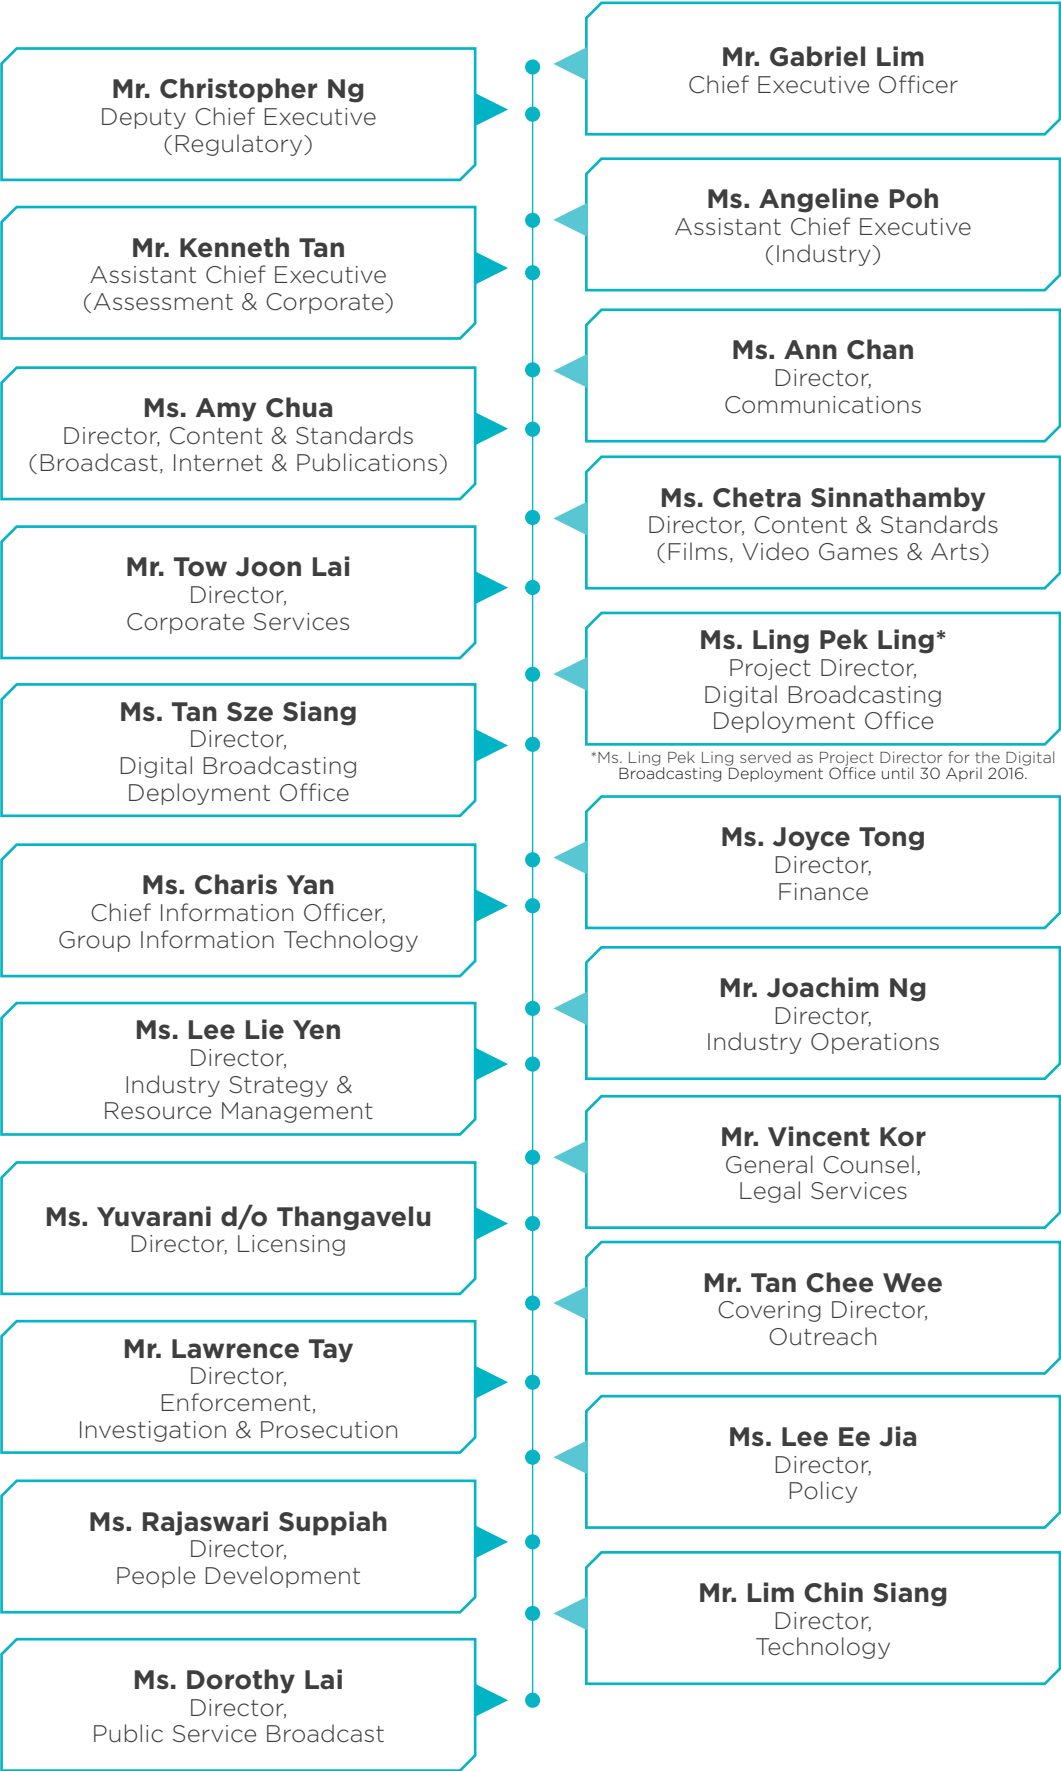 Mr. Gabriel Lim
Chief Executive Officer
Mr. Christopher Ng
Deputy Chief Executive
(Regulatory)
Ms. Angeline Poh
Assistant Chief Executive
(Industry)
Mr. Kenneth Tan
Assistant Chief Executive
(Assessment & Corporate)
Ms. Ann Chan
Director,
Communications
Ms. Amy Chua
Director, Content & Standards
(Broadcast, Internet & Publications)
Ms. Chetra Sinnathamby
Director, Content & Standards
(Films, Video Games & Arts)
Mr. Tow Joon Lai
Director,
Corporate Services
Ms. Ling Pek Ling*
Project Director,
Digital Broadcasting
Deployment Office
*Ms. Ling Pek Ling served as Project Director for the Digital
Broadcasting Deployment Office until 30 April 2016.
Ms. Tan Sze Siang
Director,
Digital Broadcasting
Deployment Office
Ms. Joyce Tong
Director,
Finance
Ms. Charis Yan
Chief Information Officer,
Group Information Technology
Mr. Joachim Ng
Director,
Industry Operations
Ms. Lee Lie Yen
Director,
Industry Strategy &
Resource Management
Mr. Vincent Kor
General Counsel,
Legal Services
Ms. Yuvarani d/o Thangavelu
Director, Licensing
Mr. Tan Chee Wee
Covering Director,
Outreach
Mr. Lawrence Tay
Director,
Enforcement,
Investigation & Prosecution
Ms. Lee Ee Jia
Director,
Policy
Ms. Rajaswari Suppiah
Director,
People Development
Mr. Lim Chin Siang
Director,
Technology
Ms. Dorothy Lai
Director,
Public Service Broadcast